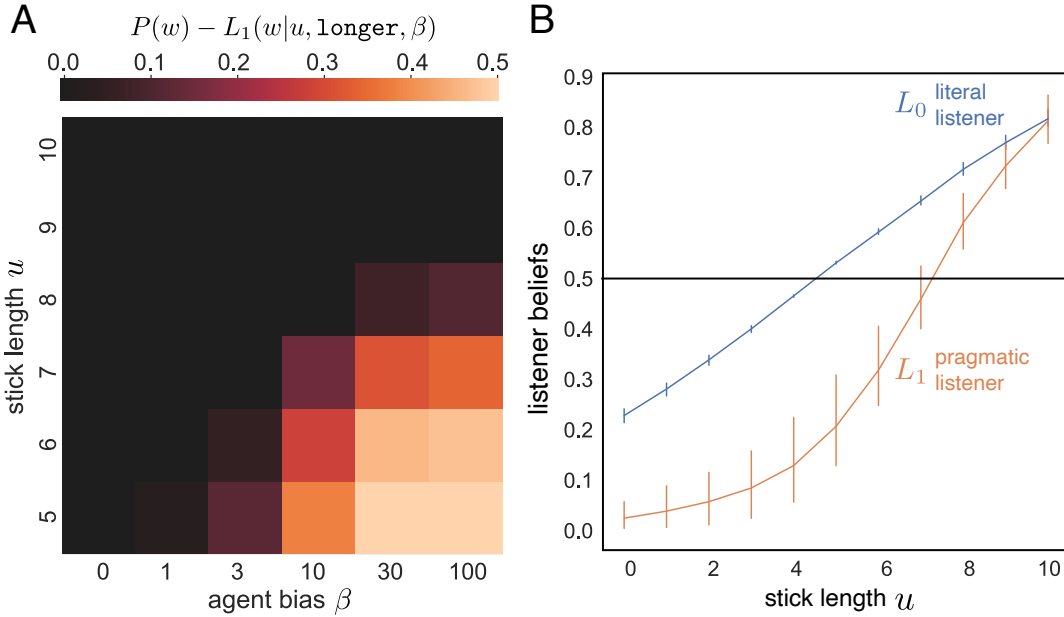 A
P(w) − L₁(w|u, longer, β)
0.0 0.1 0.2 0.3 0.4 0.5
stick length u
10
9
8
7
6
5
0 1 3 10 30 100
agent bias β
B
listener beliefs
0.9
0.8
0.7
0.6
0.5
0.4
0.3
0.2
0.1
0.0
L₀ literal
listener
L₁ pragmatic
listener
0 2 4 6 8 10
stick length u